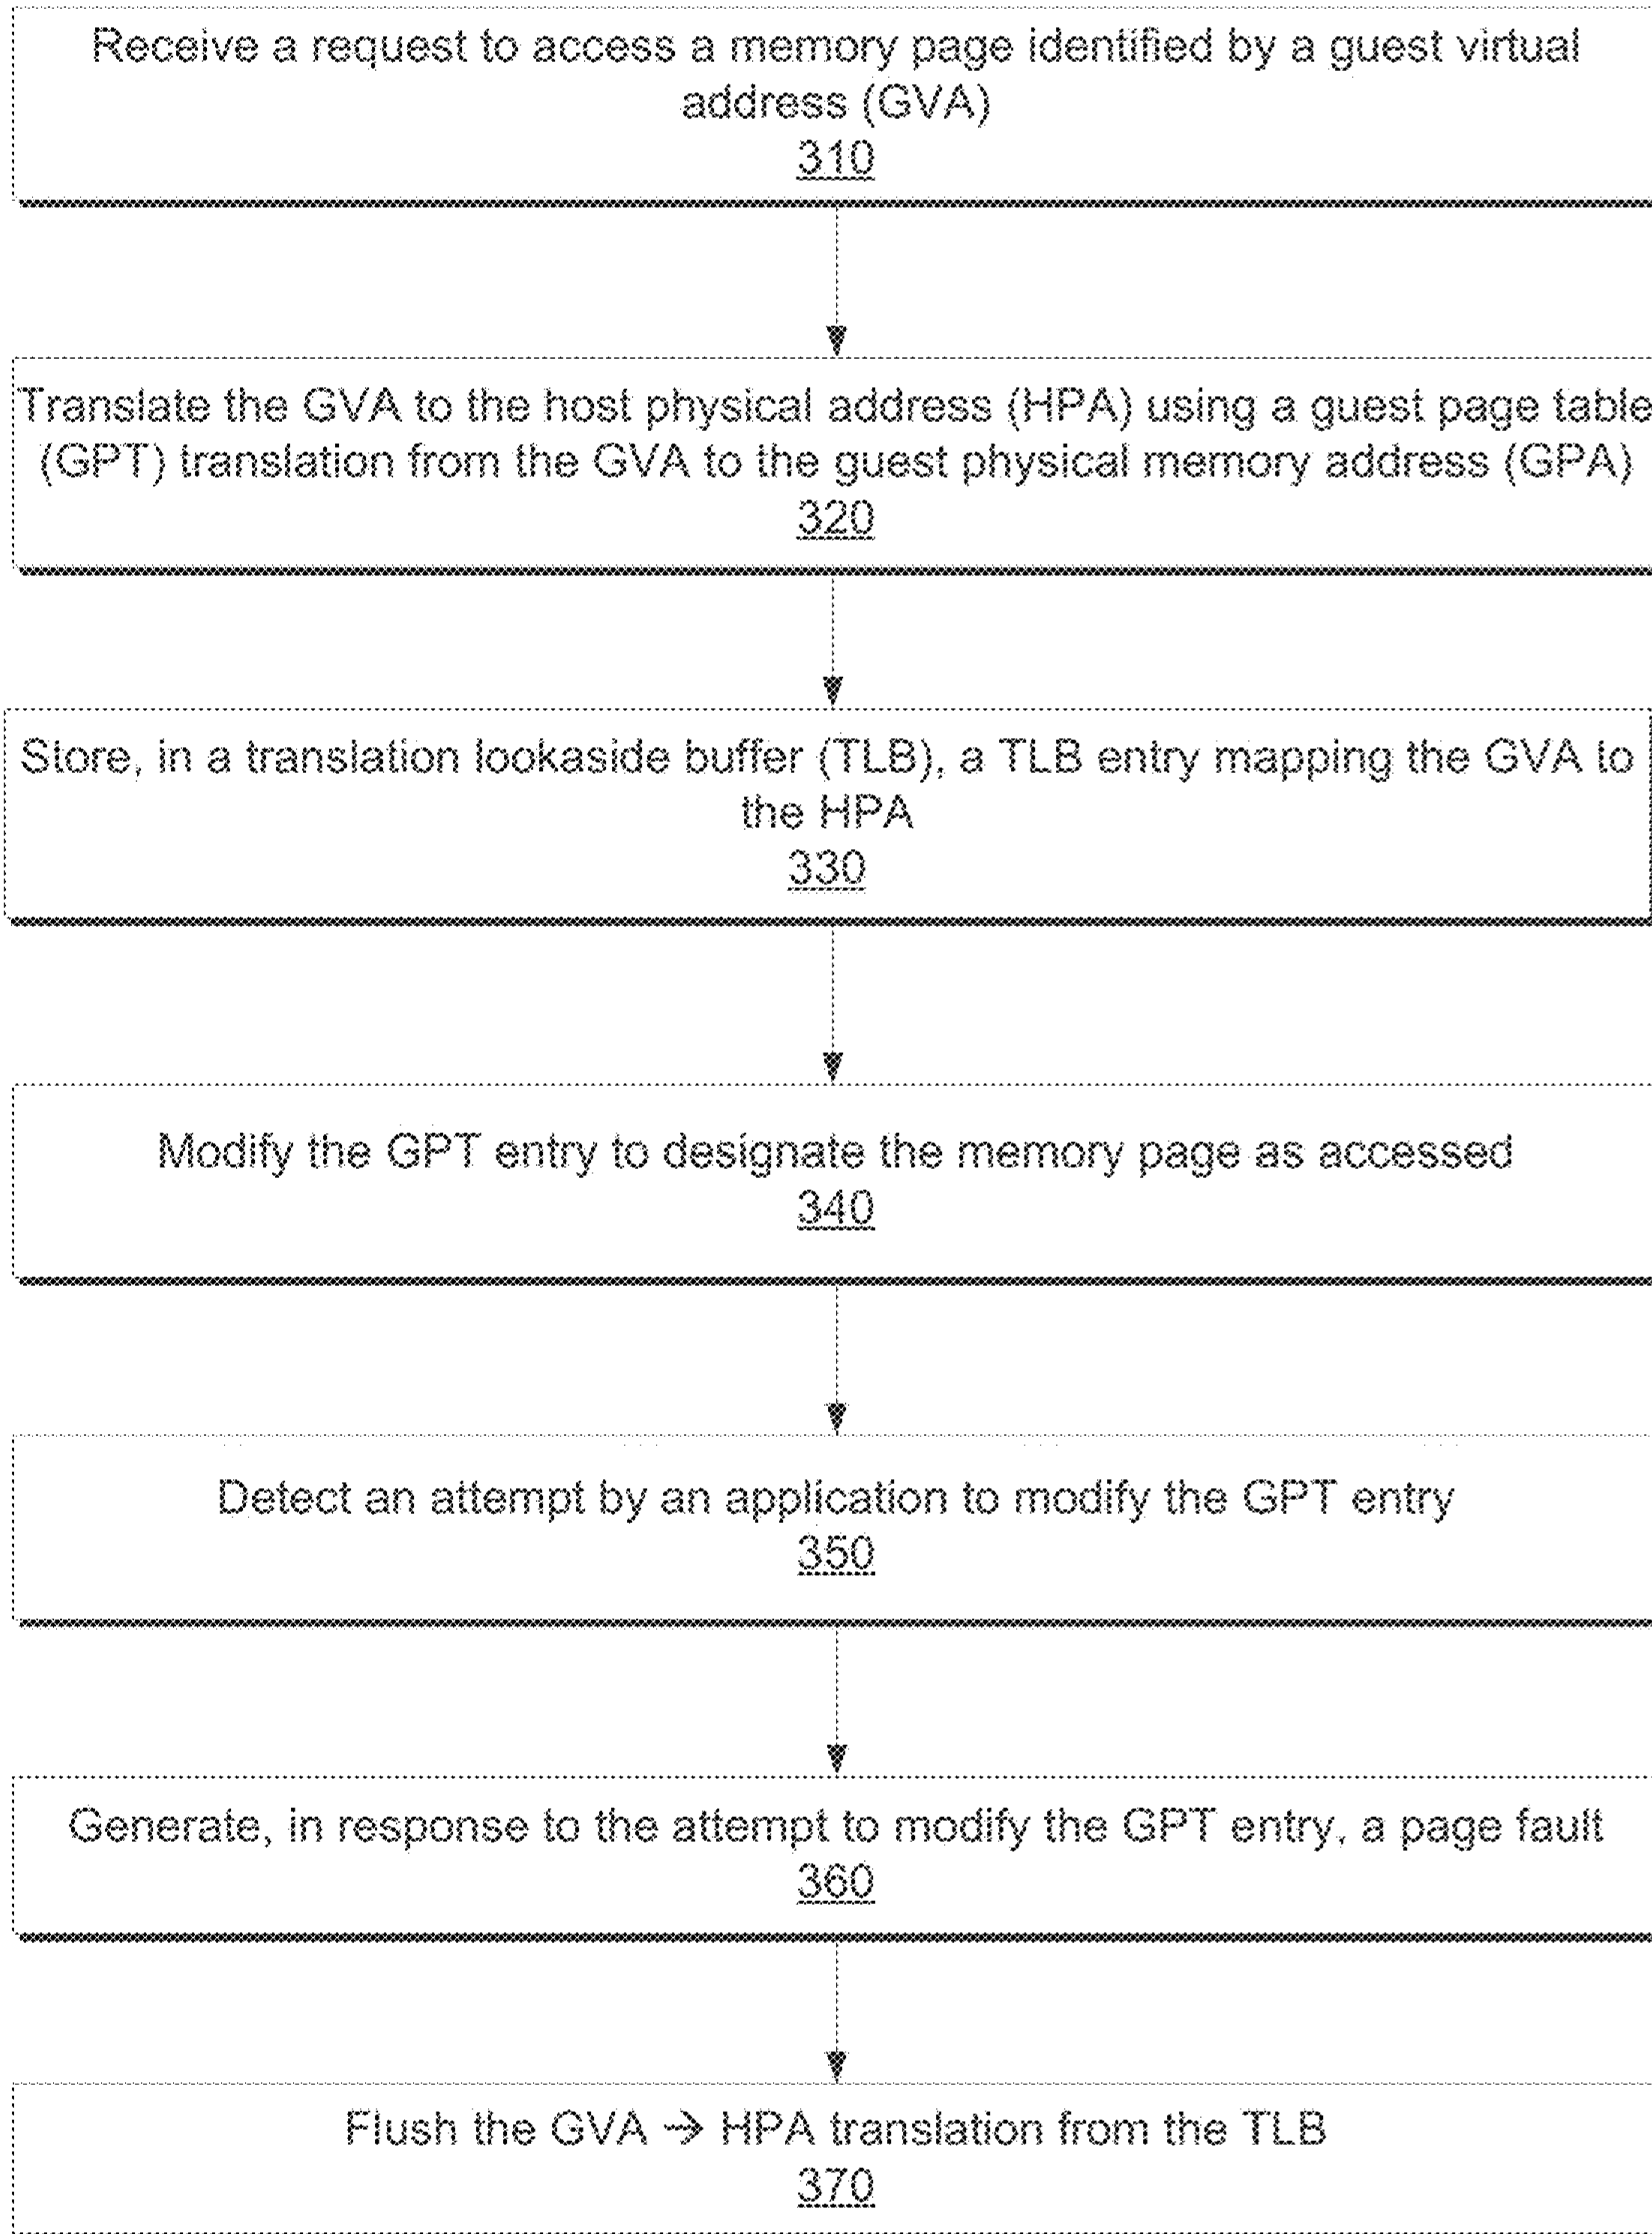 Receive a request to access a memory page identified by a guest virtual
address (GVA)
310
Translate the GVA to the host physical address (HPA) using a guest page table
(GPT) translation from the GVA to the guest physical memory address (GPA)
320
Store, in a translation lookaside buffer (TLB), a TLB entry mapping the GVA to
the HPA
330
Modify the GPT entry to designate the memory page as accessed
340
Detect an attempt by an application to modify the GPT entry
350
Generate, in response to the attempt to modify the GPT entry, a page fault
360
Flush the GVA → HPA translation from the TLB
370